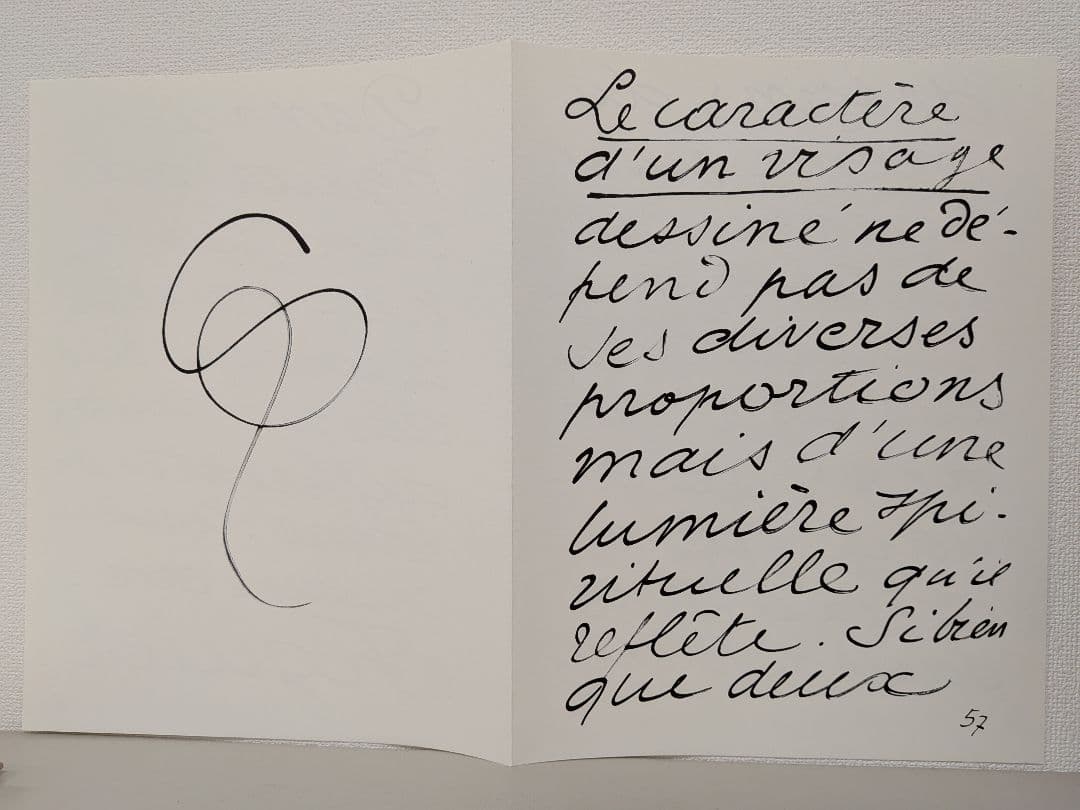 Le caractère
d'un visage
dessiné ne dé-
pend pas de
ses diverses
proportions
mais d'une
lumière spi-
rituelle qu'il
reflête. Si bien
que deux
57